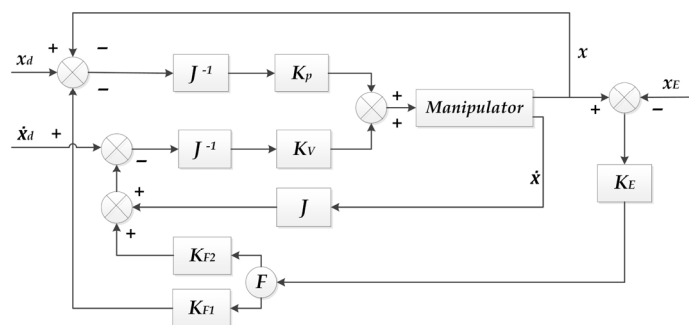 + − x
x_d − J⁻¹ K_p + x_E
+ Manipulator + −
ẋ_d + +
− J⁻¹ K_V ẋ K_E
+ J
+
K_F2
F
K_F1